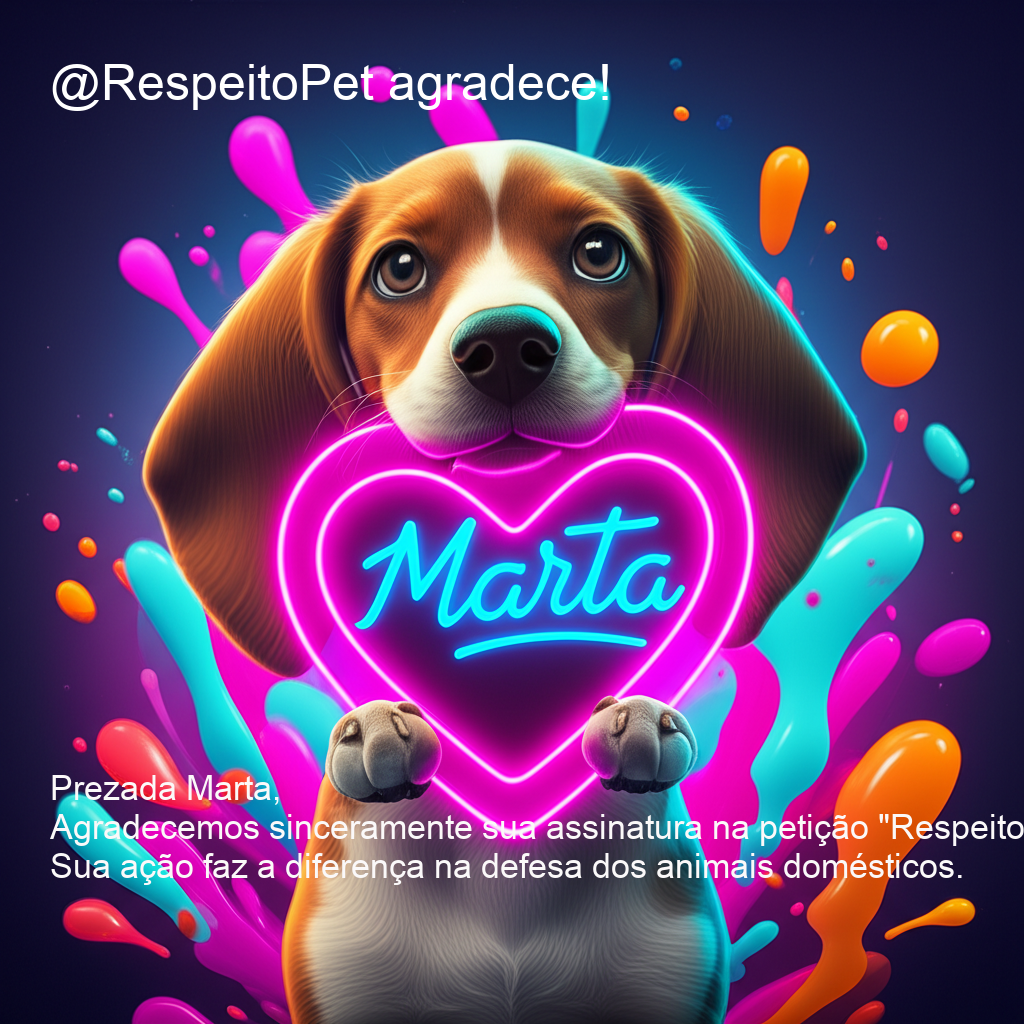 @RespeitoPet agradece!
Marta
Prezada Marta,
Agradecemos sinceramente sua assinatura na petição "Respeito
Sua ação faz a diferença na defesa dos animais domésticos.